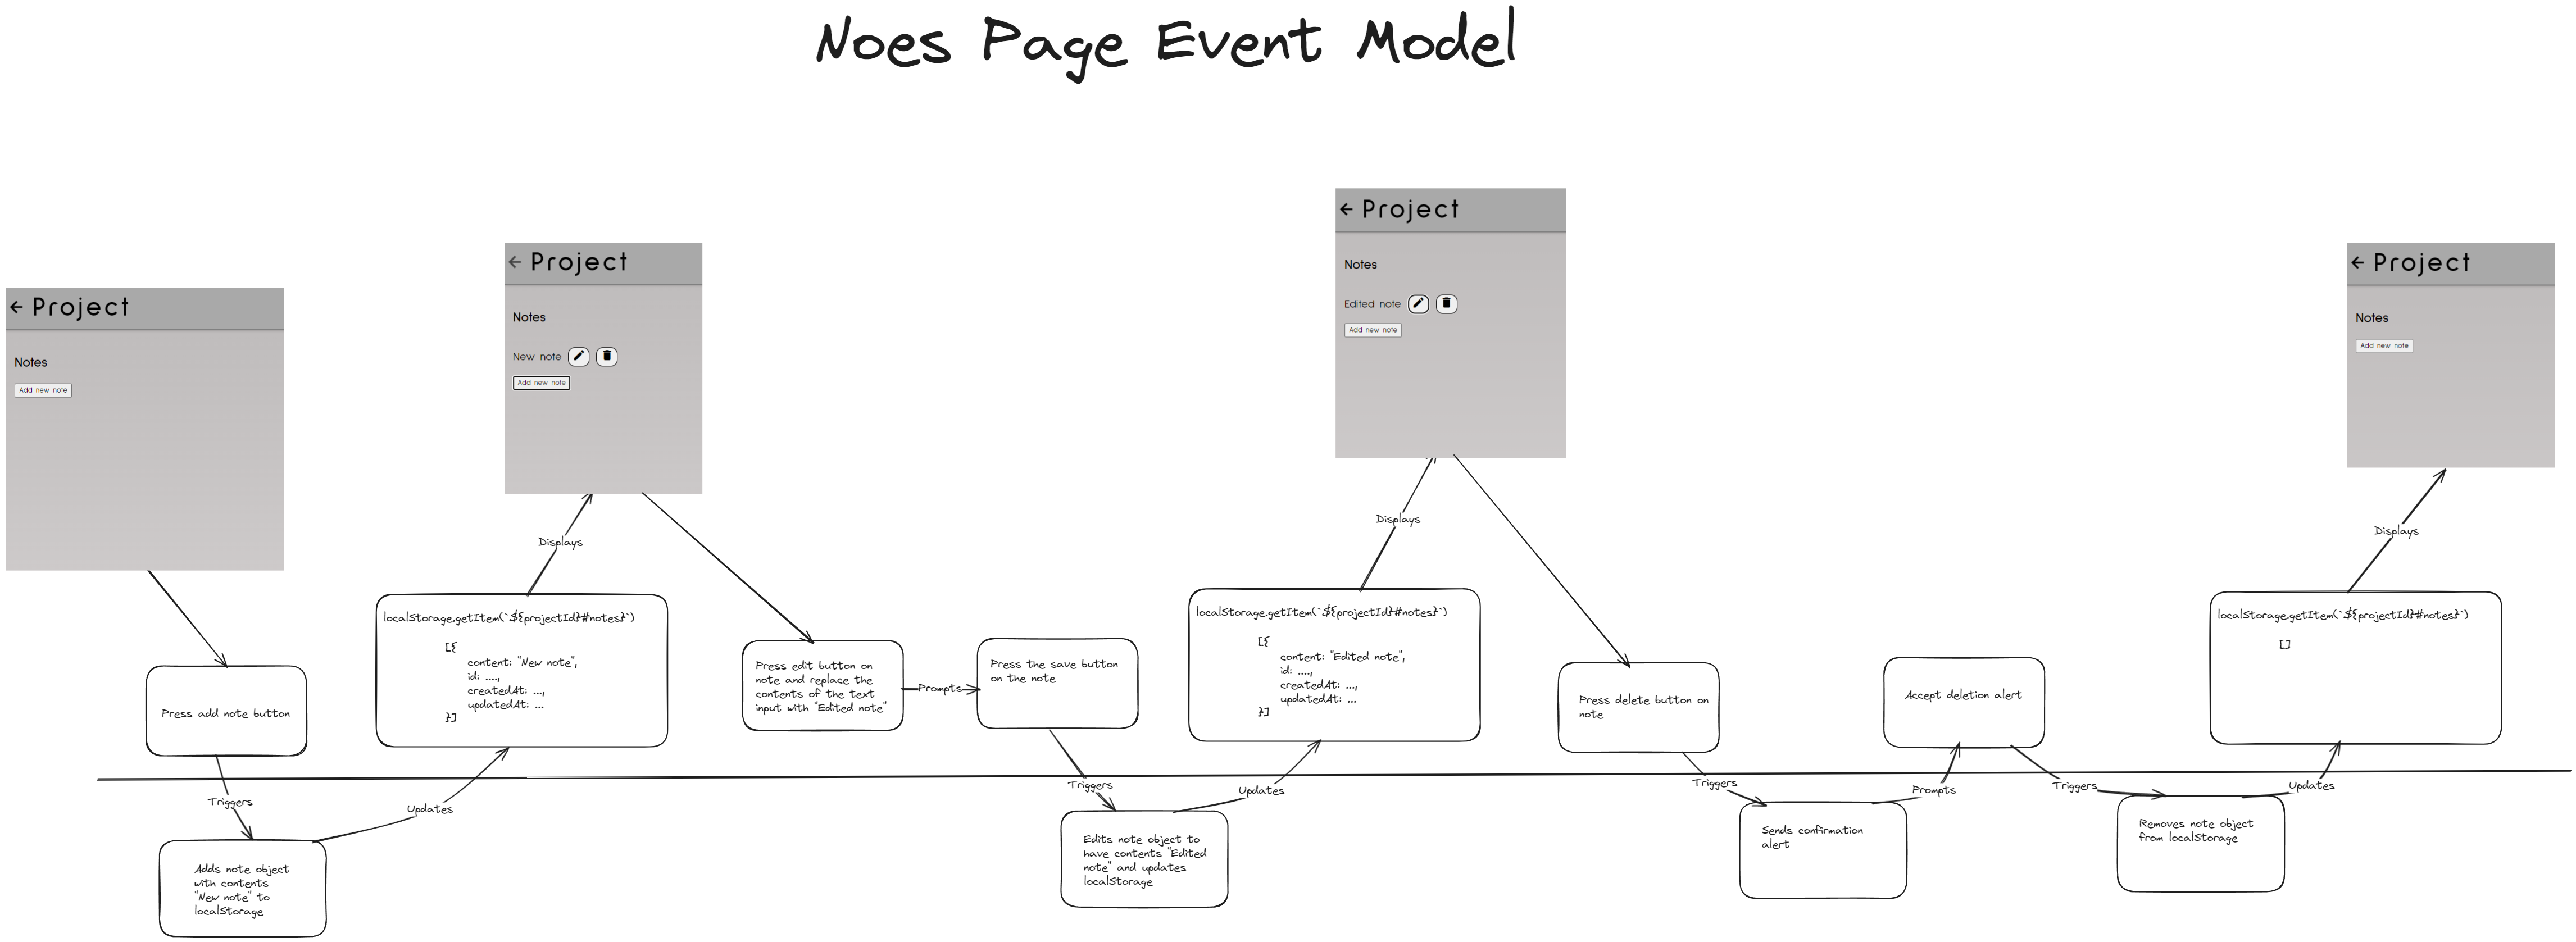 Noes Page Event Model
← Project
Notes
Add new note
Press add note button
Triggers
Adds note object
with contents
"New note" to
localStorage
Updates
localStorage.getItem(`${projectId}#notes}`)
[{
content: "New note",
id: ....,
createdAt: ...,
updatedAt: ...
}]
Displays
← Project
Notes
New note
Add new note
Press edit button on
note and replace the
contents of the text
input with "Edited note"
Prompts
Press the save button
on the note
Triggers
Edits note object to
have contents "Edited
note" and updates
localStorage
Updates
localStorage.getItem(`${projectId}#notes}`)
[{
content: "Edited note",
id: ....,
createdAt: ...,
updatedAt: ...
}]
Displays
← Project
Notes
Edited note
Add new note
Press delete button on
note
Triggers
Sends confirmation
alert
Prompts
Accept deletion alert
Triggers
Removes note object
from localStorage
Updates
localStorage.getItem(`${projectId}#notes}`)
[]
Displays
← Project
Notes
Add new note